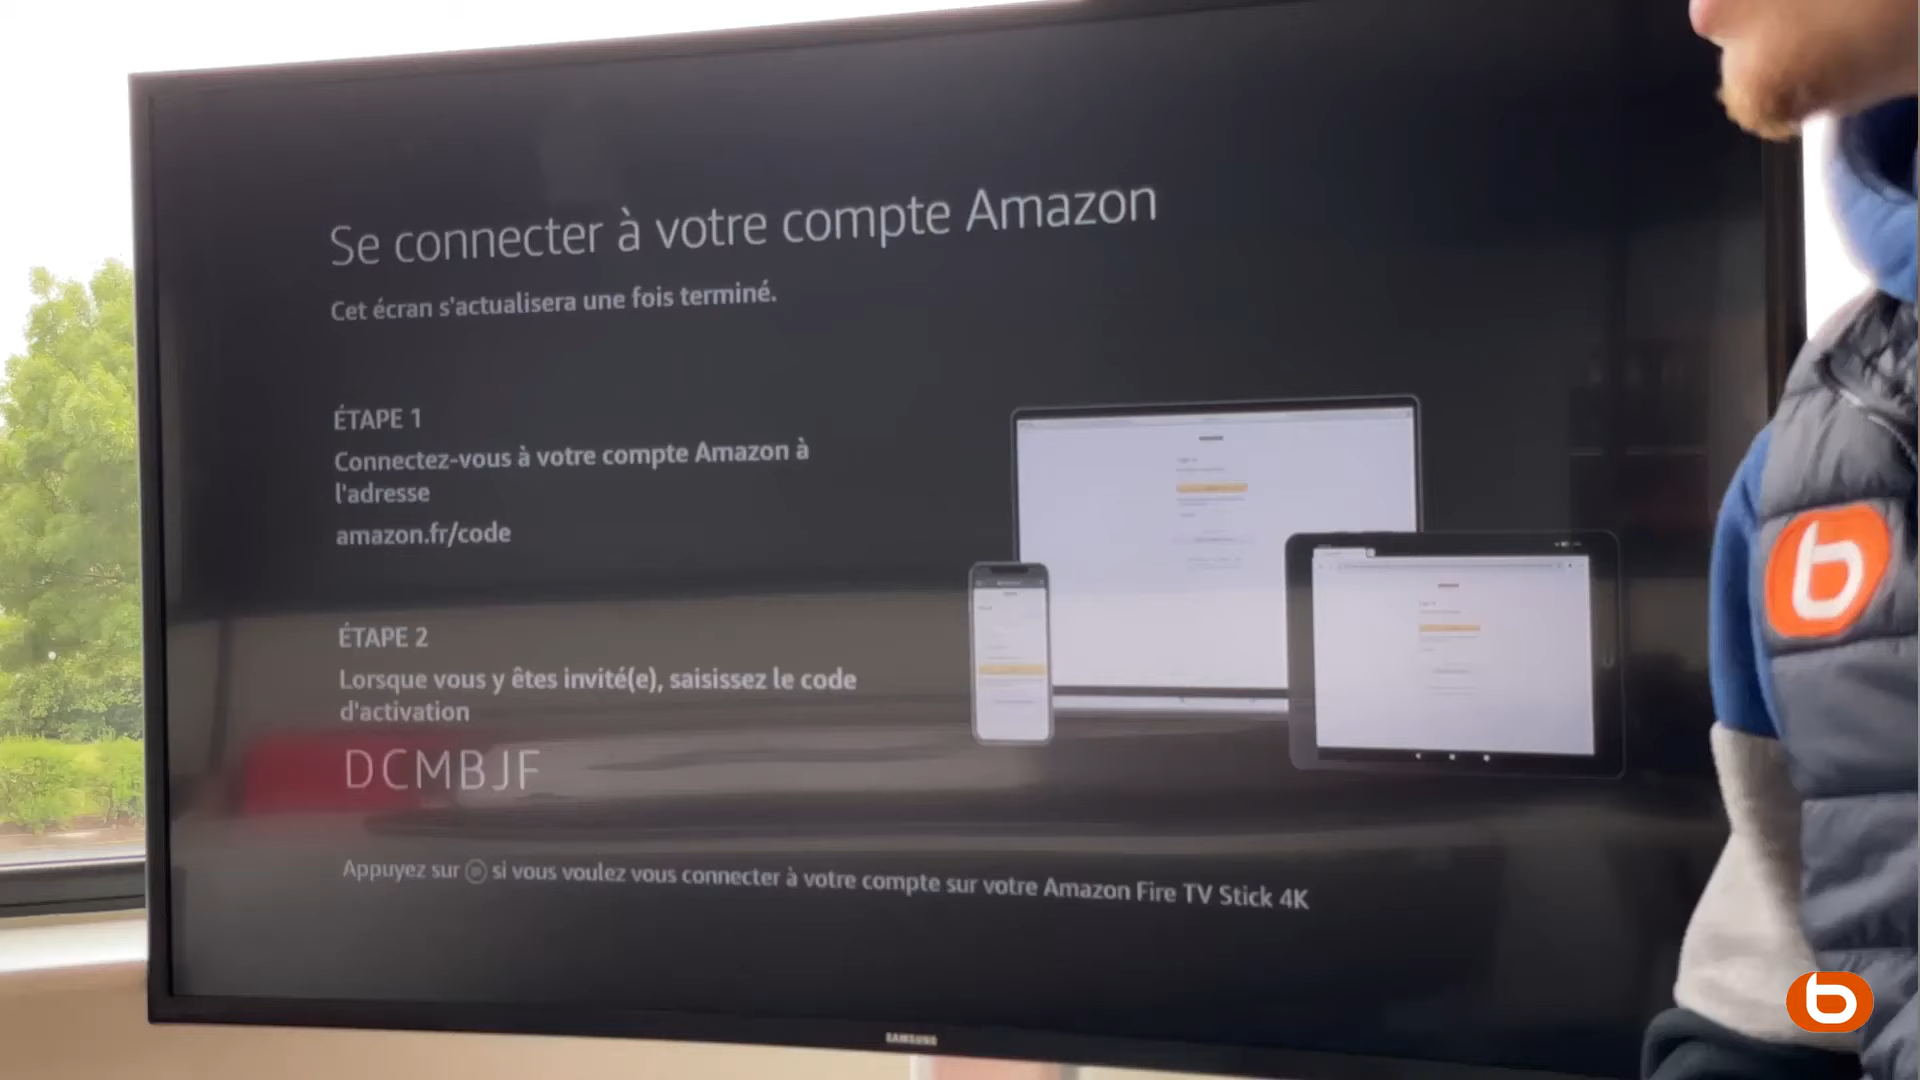 Se connecter à votre compte Amazon
Cet écran s'actualisera une fois terminé.
ÉTAPE 1
Connectez-vous à votre compte Amazon à
l'adresse
amazon.fr/code
ÉTAPE 2
Lorsque vous y êtes invité(e), saisissez le code
d'activation
DCMBJF
Appuyez sur si vous voulez vous connecter à votre compte sur votre Amazon Fire TV Stick 4K
SAMSUNG
b
b